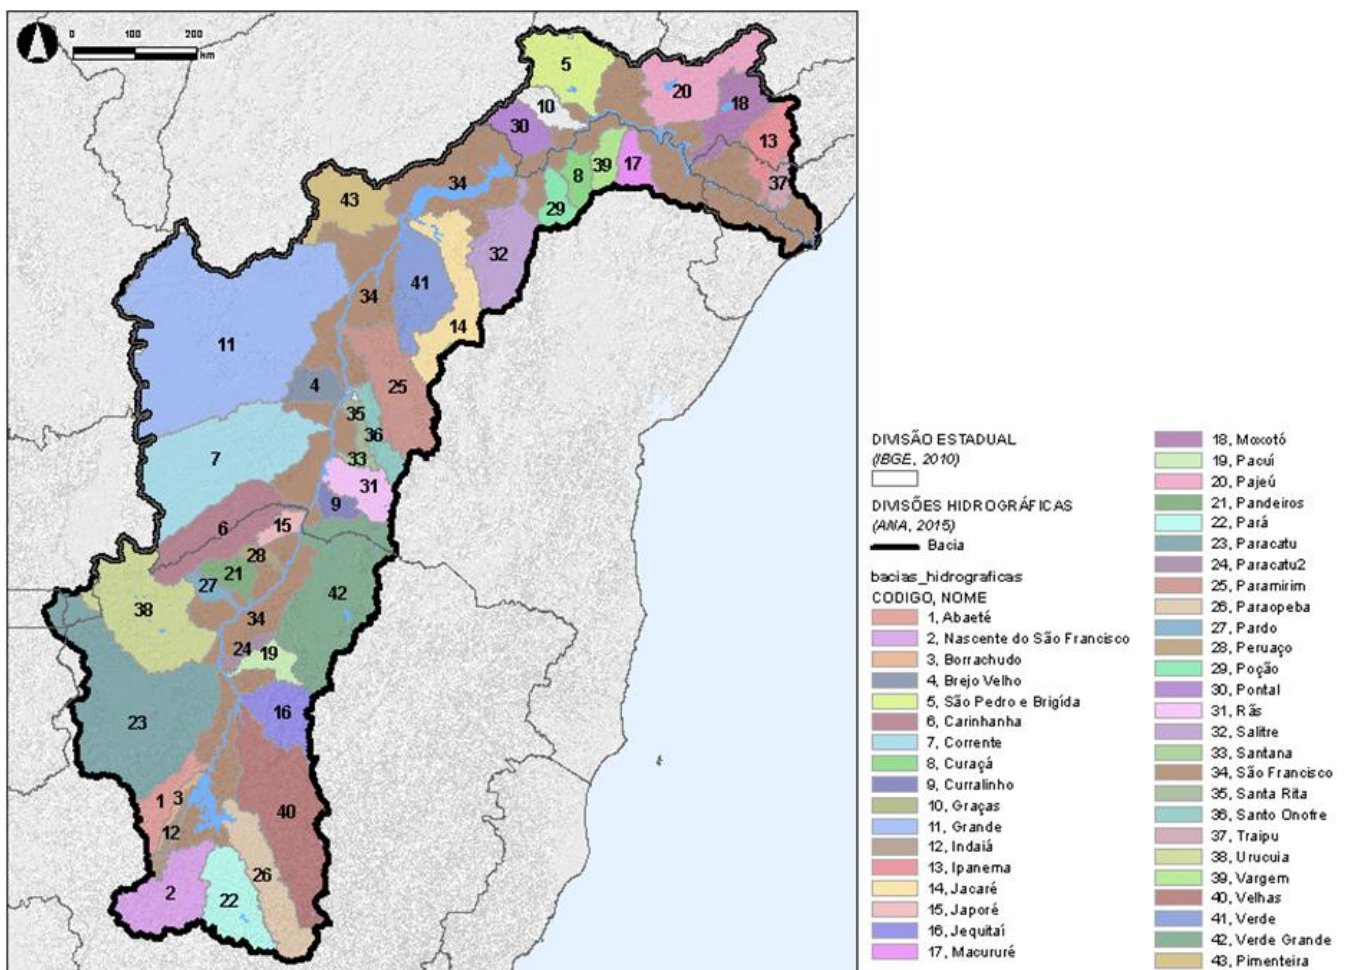 0 100 200
km
5
20
10
18
30
13
39
17
8
34
37
43
29
32
41
34
11
14
4
25
35
36
7
33
31
9
6
15
28
21
27
42
38
34
24
19
16
23
1
3
40
12
26
2
22
DIVISÃO ESTADUAL
(IBGE, 2010)
DIVISÕES HIDROGRÁFICAS
(ANA, 2015)
Bacia
bacias_hidrograficas
CODIGO, NOME
1, Abaeté
2, Nascente do São Francisco
3, Borrachudo
4, Brejo Velho
5, São Pedro e Brigída
6, Carinhanha
7, Corrente
8, Curaçá
9, Curralinho
10, Graças
11, Grande
12, Indaiá
13, Ipanema
14, Jacaré
15, Japoré
16, Jequitaí
17, Macururé
18, Moxotó
19, Pacuí
20, Pajeú
21, Pandeiros
22, Pará
23, Paracatu
24, Paracatu2
25, Paramirim
26, Paraopeba
27, Pardo
28, Peruaço
29, Poção
30, Pontal
31, Rãs
32, Salitre
33, Santana
34, São Francisco
35, Santa Rita
36, Santo Onofre
37, Traipu
38, Urucuia
39, Vargem
40, Velhas
41, Verde
42, Verde Grande
43, Pimenteira